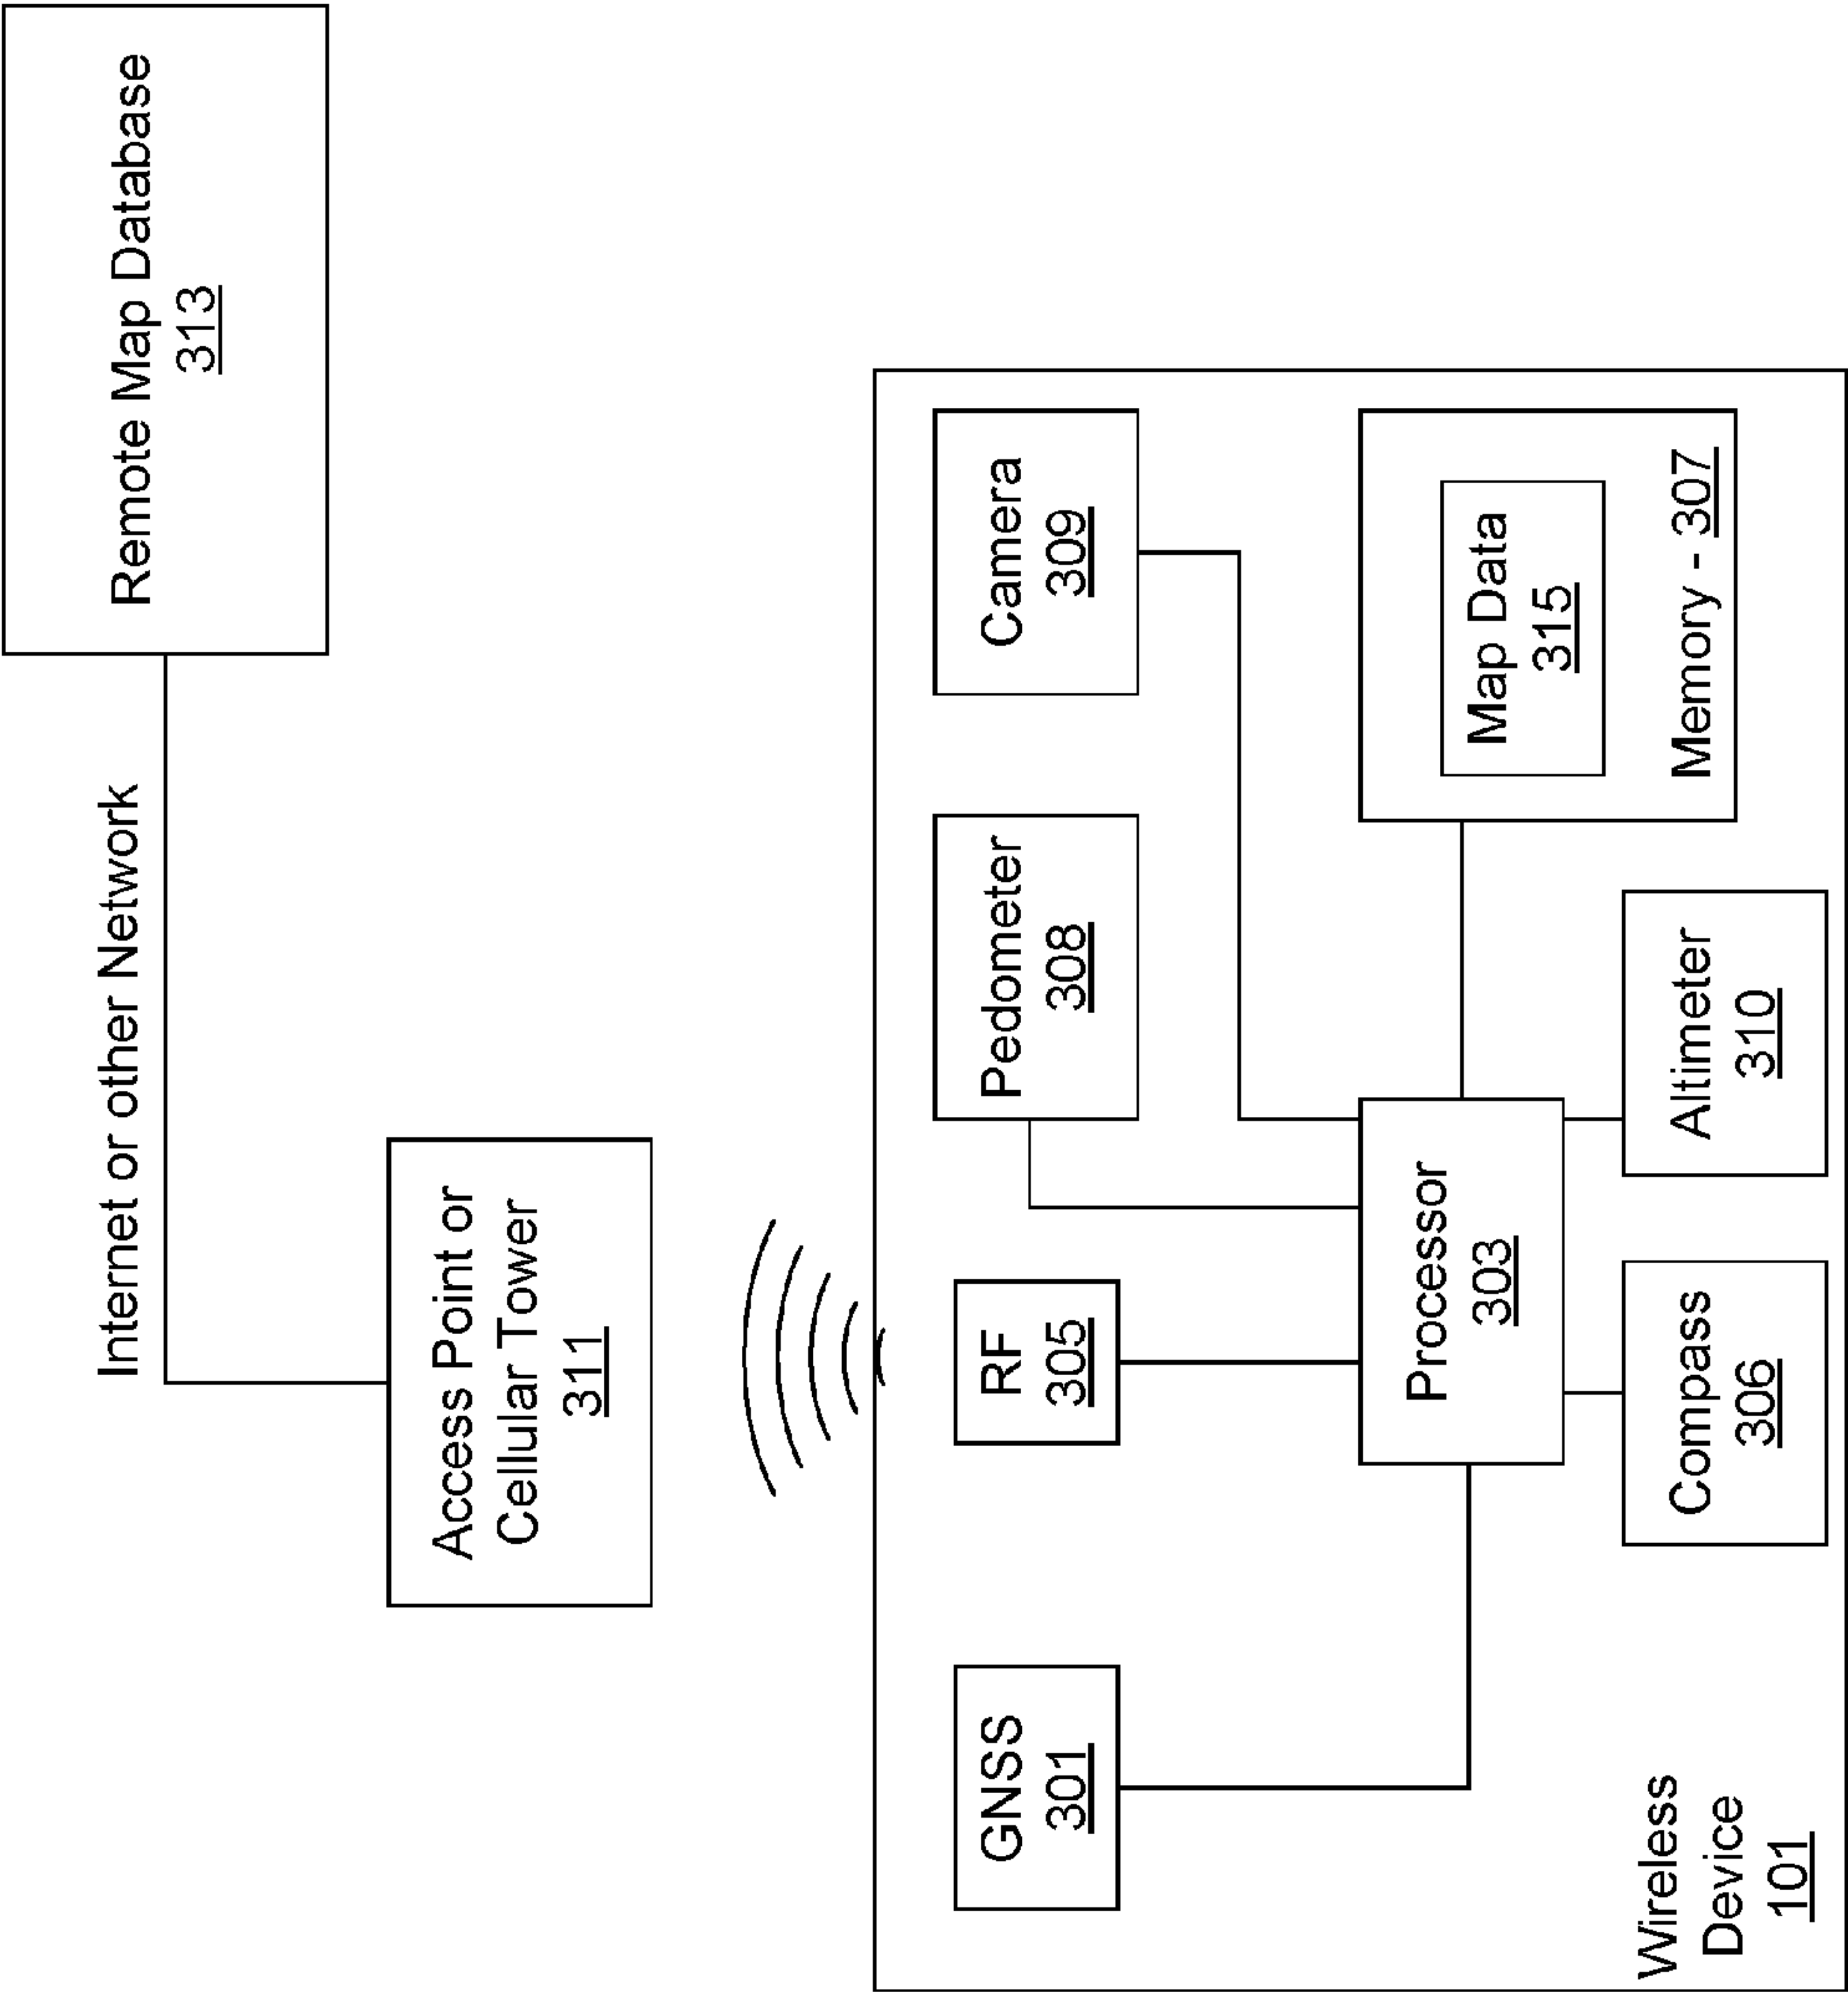 Remote Map Database
313
Internet or other Network
Access Point or
Cellular Tower
311
GNSS
301
RF
305
Pedometer
308
Camera
309
Processor
303
Map Data
315
Memory - 307
Compass
306
Altimeter
310
Wireless
Device
101